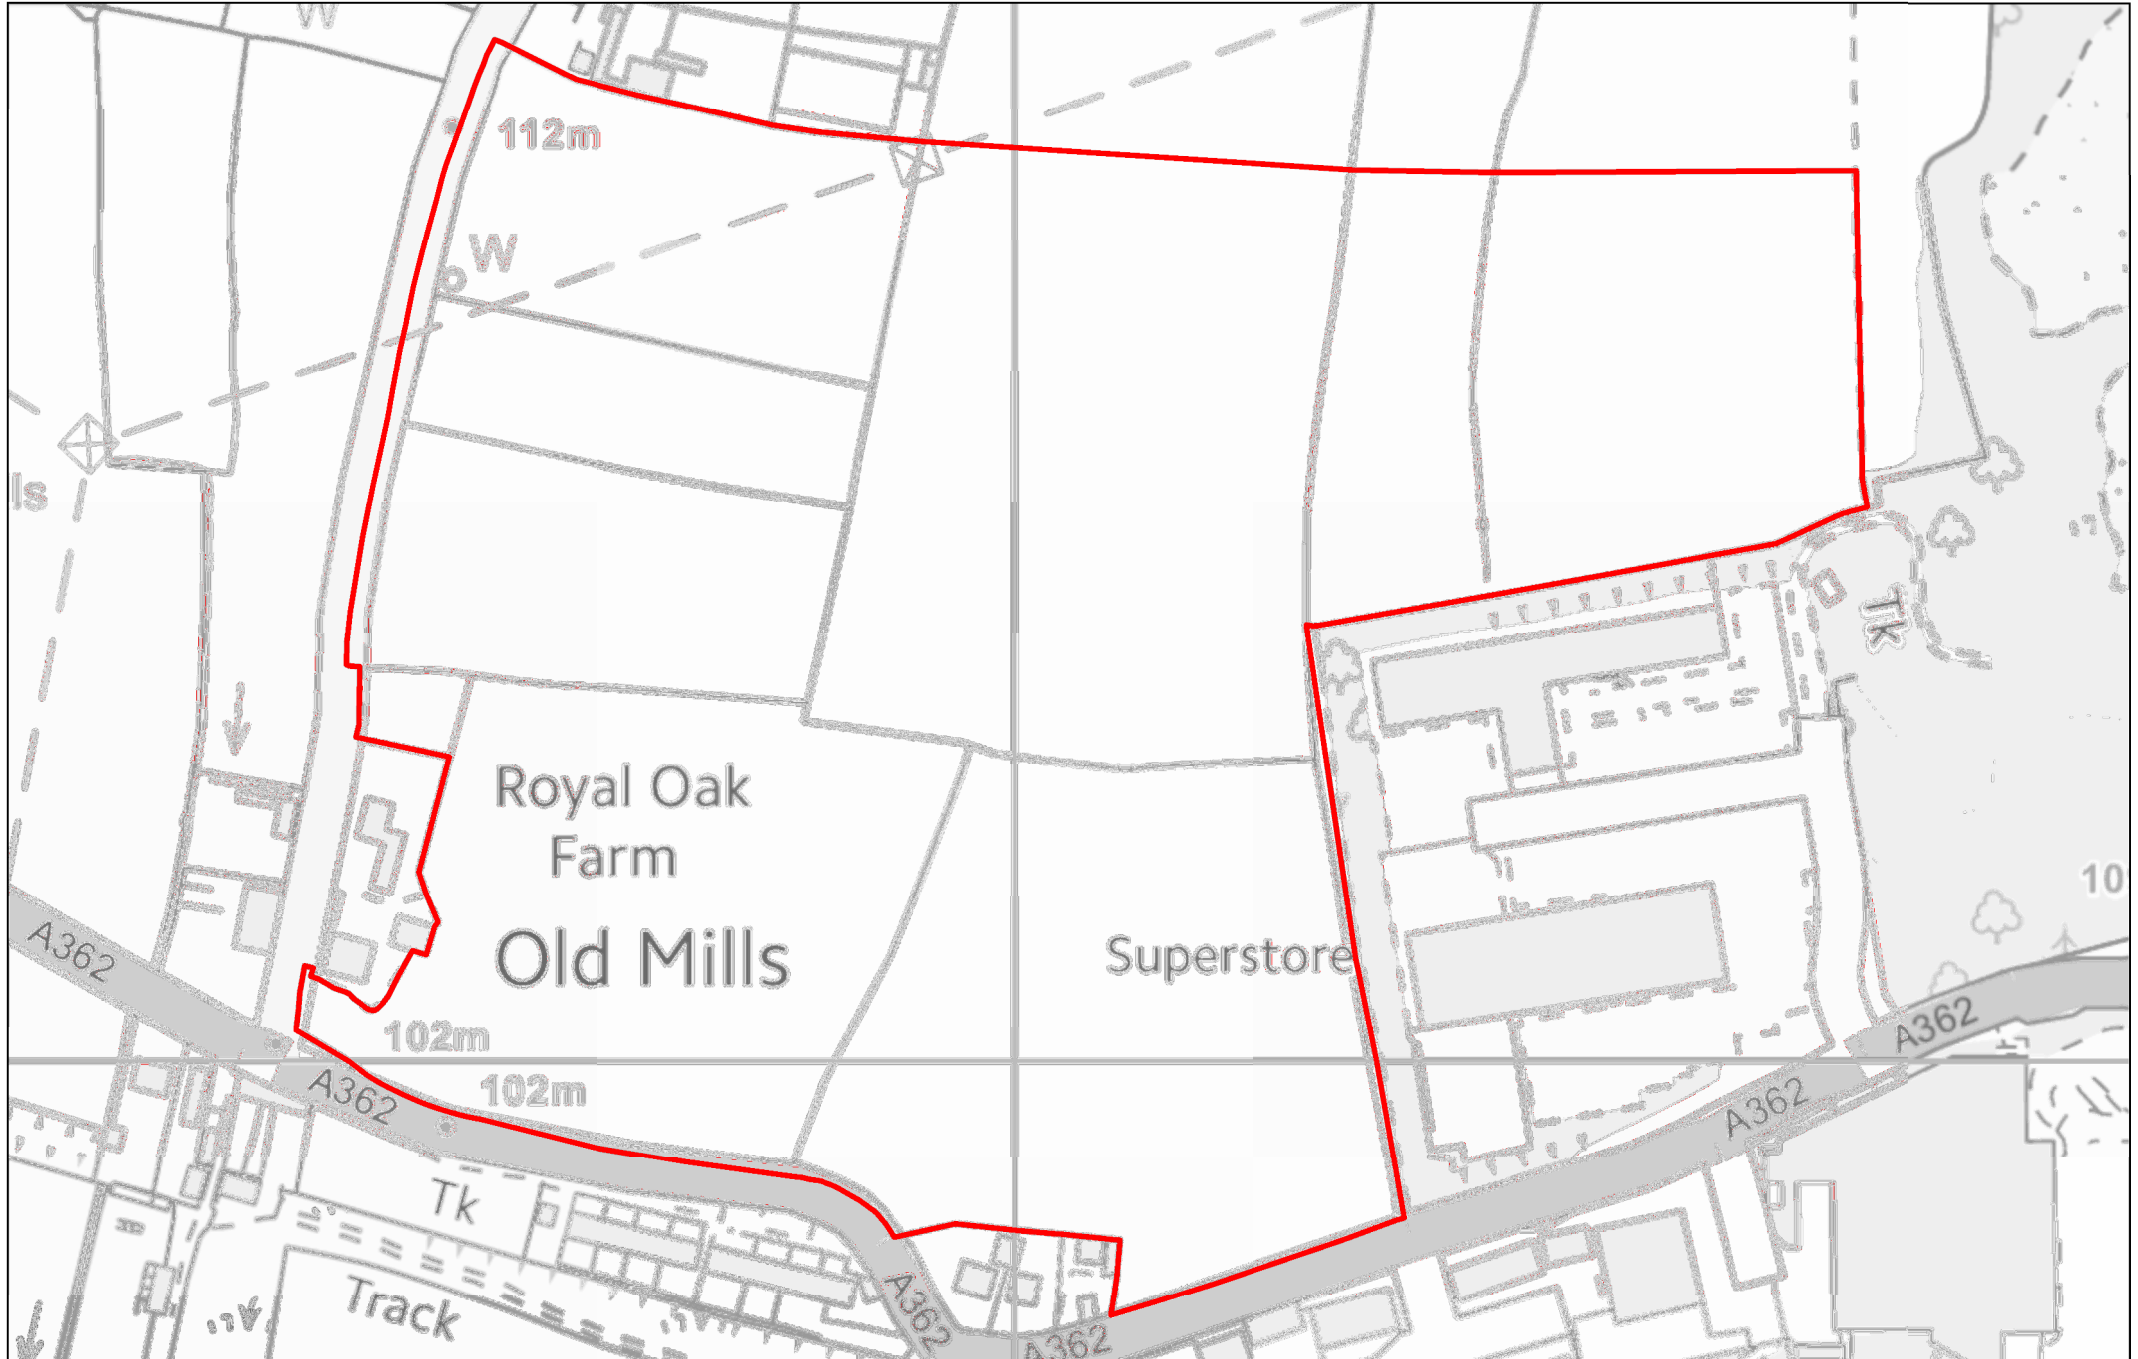 W
112m
W
ls
Tk
Royal Oak
Farm
Old Mills
Superstore
10
A362
A362
102m
102m
A362
A362
Tk
Track
A362
A362